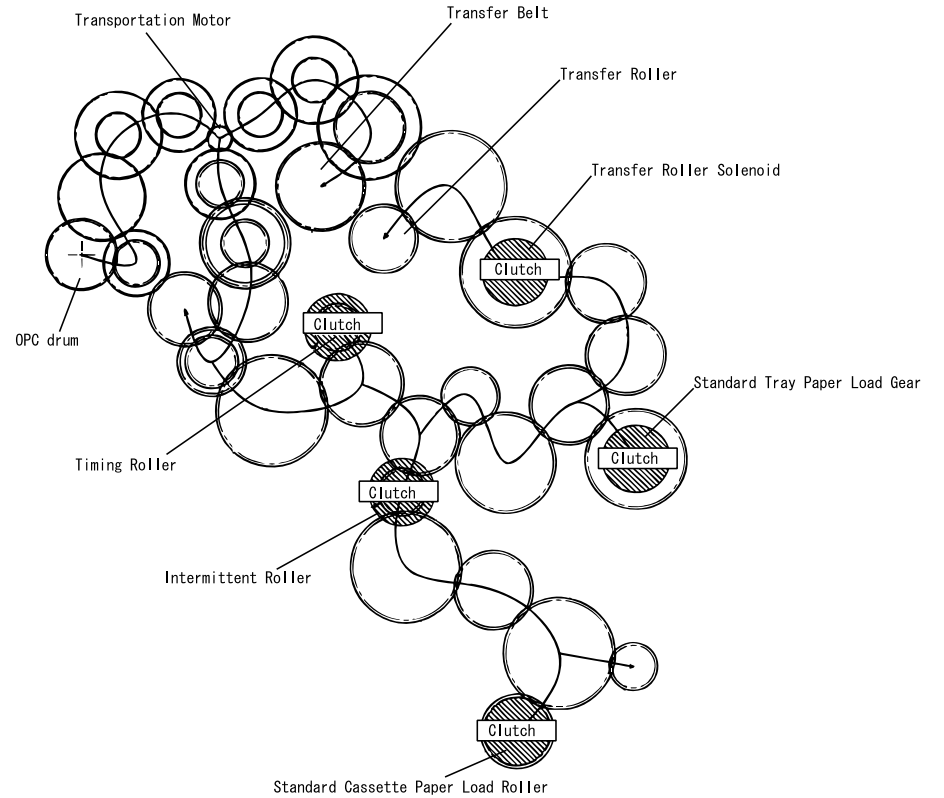 Transfer Belt
Transportation Motor
Transfer Roller
Transfer Roller Solenoid
Clutch
OPC drum
Clutch
Standard Tray Paper Load Gear
Clutch
Timing Roller
Clutch
Intermittent Roller
Clutch
Standard Cassette Paper Load Roller